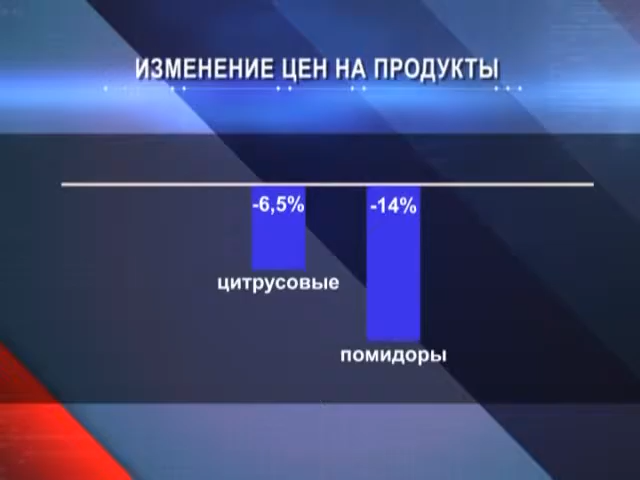 ИЗМЕНЕНИЕ ЦЕН НА ПРОДУКТЫ
-6,5%
-14%
цитрусовые
помидоры